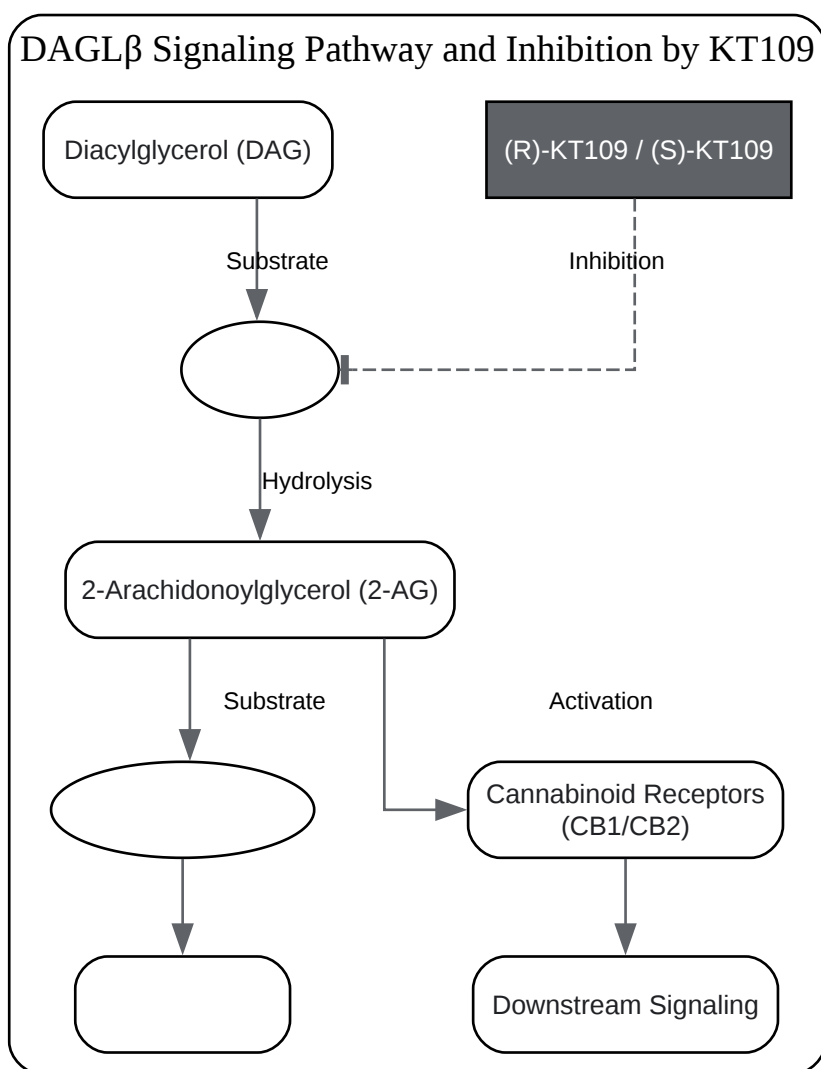 DAGLβ Signaling Pathway and Inhibition by KT109
Diacylglycerol (DAG)
(R)-KT109 / (S)-KT109
Substrate
Inhibition
Hydrolysis
2-Arachidonoylglycerol (2-AG)
Substrate
Activation
Cannabinoid Receptors
(CB1/CB2)
Downstream Signaling